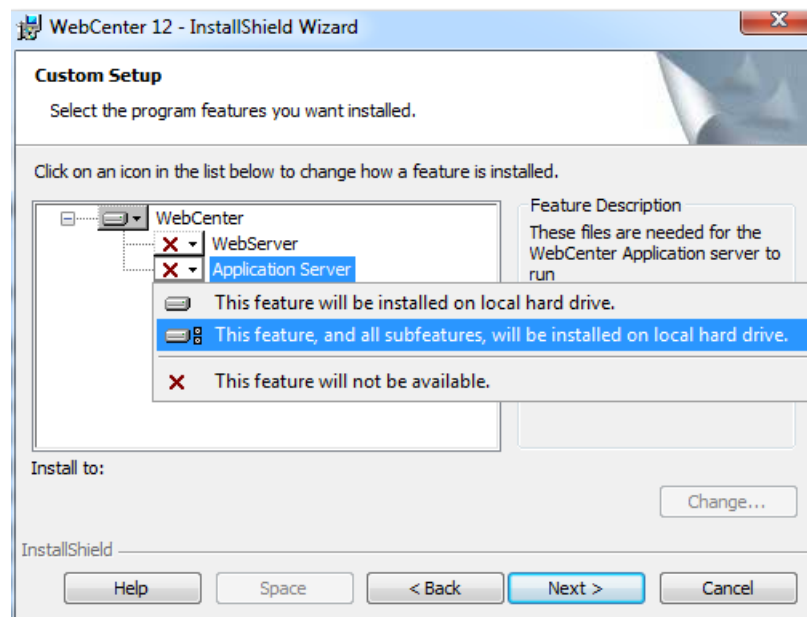 WebCenter 12 - InstallShield Wizard
Custom Setup
Select the program features you want installed.
Click on an icon in the list below to change how a feature is installed.
WebCenter
WebServer
Application Server
Feature Description
These files are needed for the
WebCenter Application server to
run
This feature will be installed on local hard drive.
This feature, and all subfeatures, will be installed on local hard drive.
This feature will not be available.
Install to:
Change...
InstallShield
Help
Space
< Back
Next >
Cancel